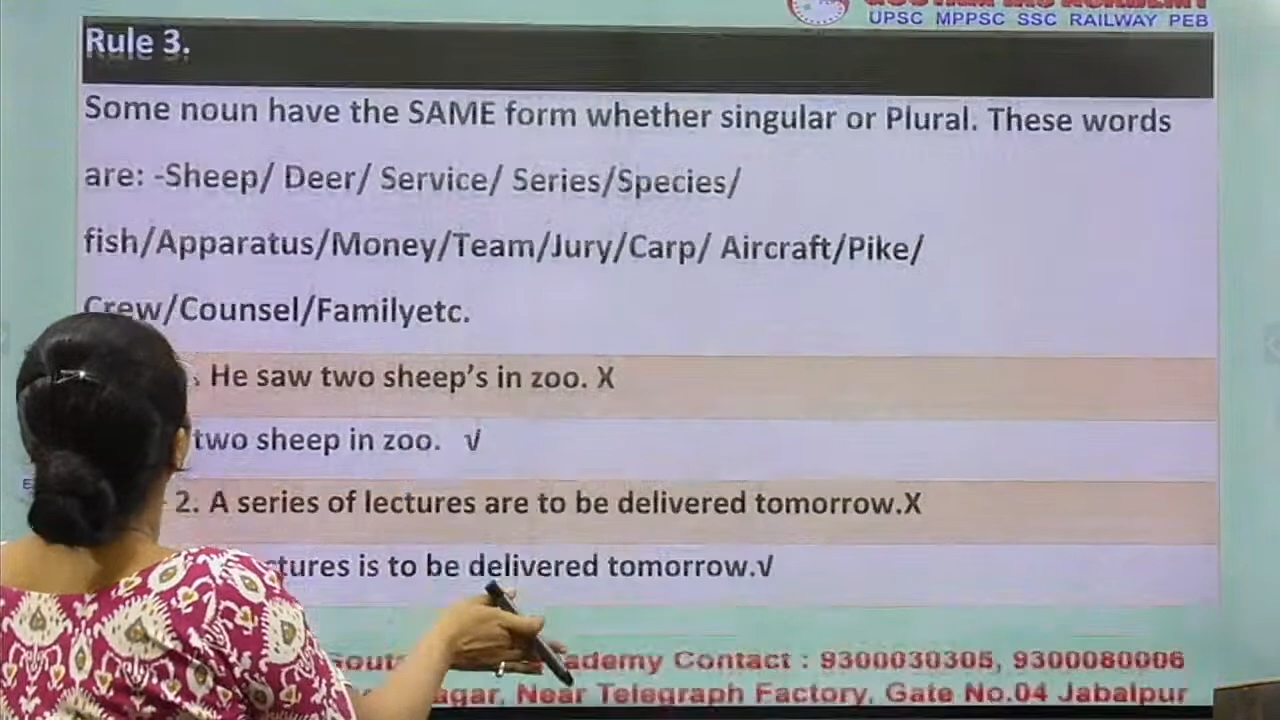 UPSC MPPSC SSC RAILWAY PEB
Rule 3.
Some noun have the SAME form whether singular or Plural. These words
are: -Sheep/ Deer/ Service/ Series/Species/
fish/Apparatus/Money/Team/Jury/Carp/ Aircraft/Pike/
Crew/Counsel/Familyetc.
He saw two sheep’s in zoo. X
two sheep in zoo. √
2. A series of lectures are to be delivered tomorrow.X
is to be delivered tomorrow.√
Contact : 9300030305, 9300080006
Near Telegraph Factory, Gate No.04 Jabalpur